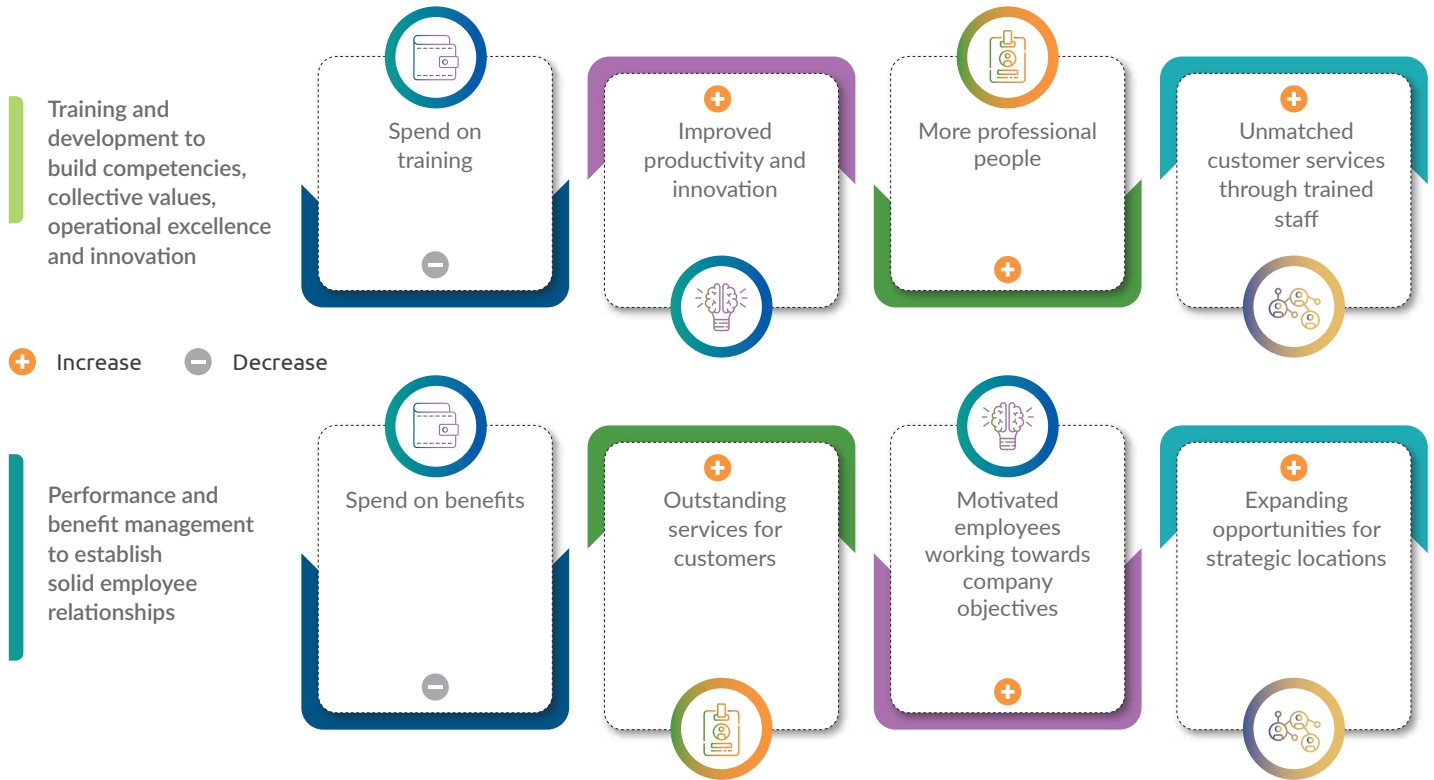 Training and
development to
build competencies,
collective values,
operational excellence
and innovation
Spend on
training
Improved
productivity and
innovation
More professional
people
Unmatched
customer services
through trained
staff
Increase
Decrease
Performance and
benefit management
to establish
solid employee
relationships
Spend on benefits
Outstanding
services for
customers
Motivated
employees
working towards
company
objectives
Expanding
opportunities for
strategic locations